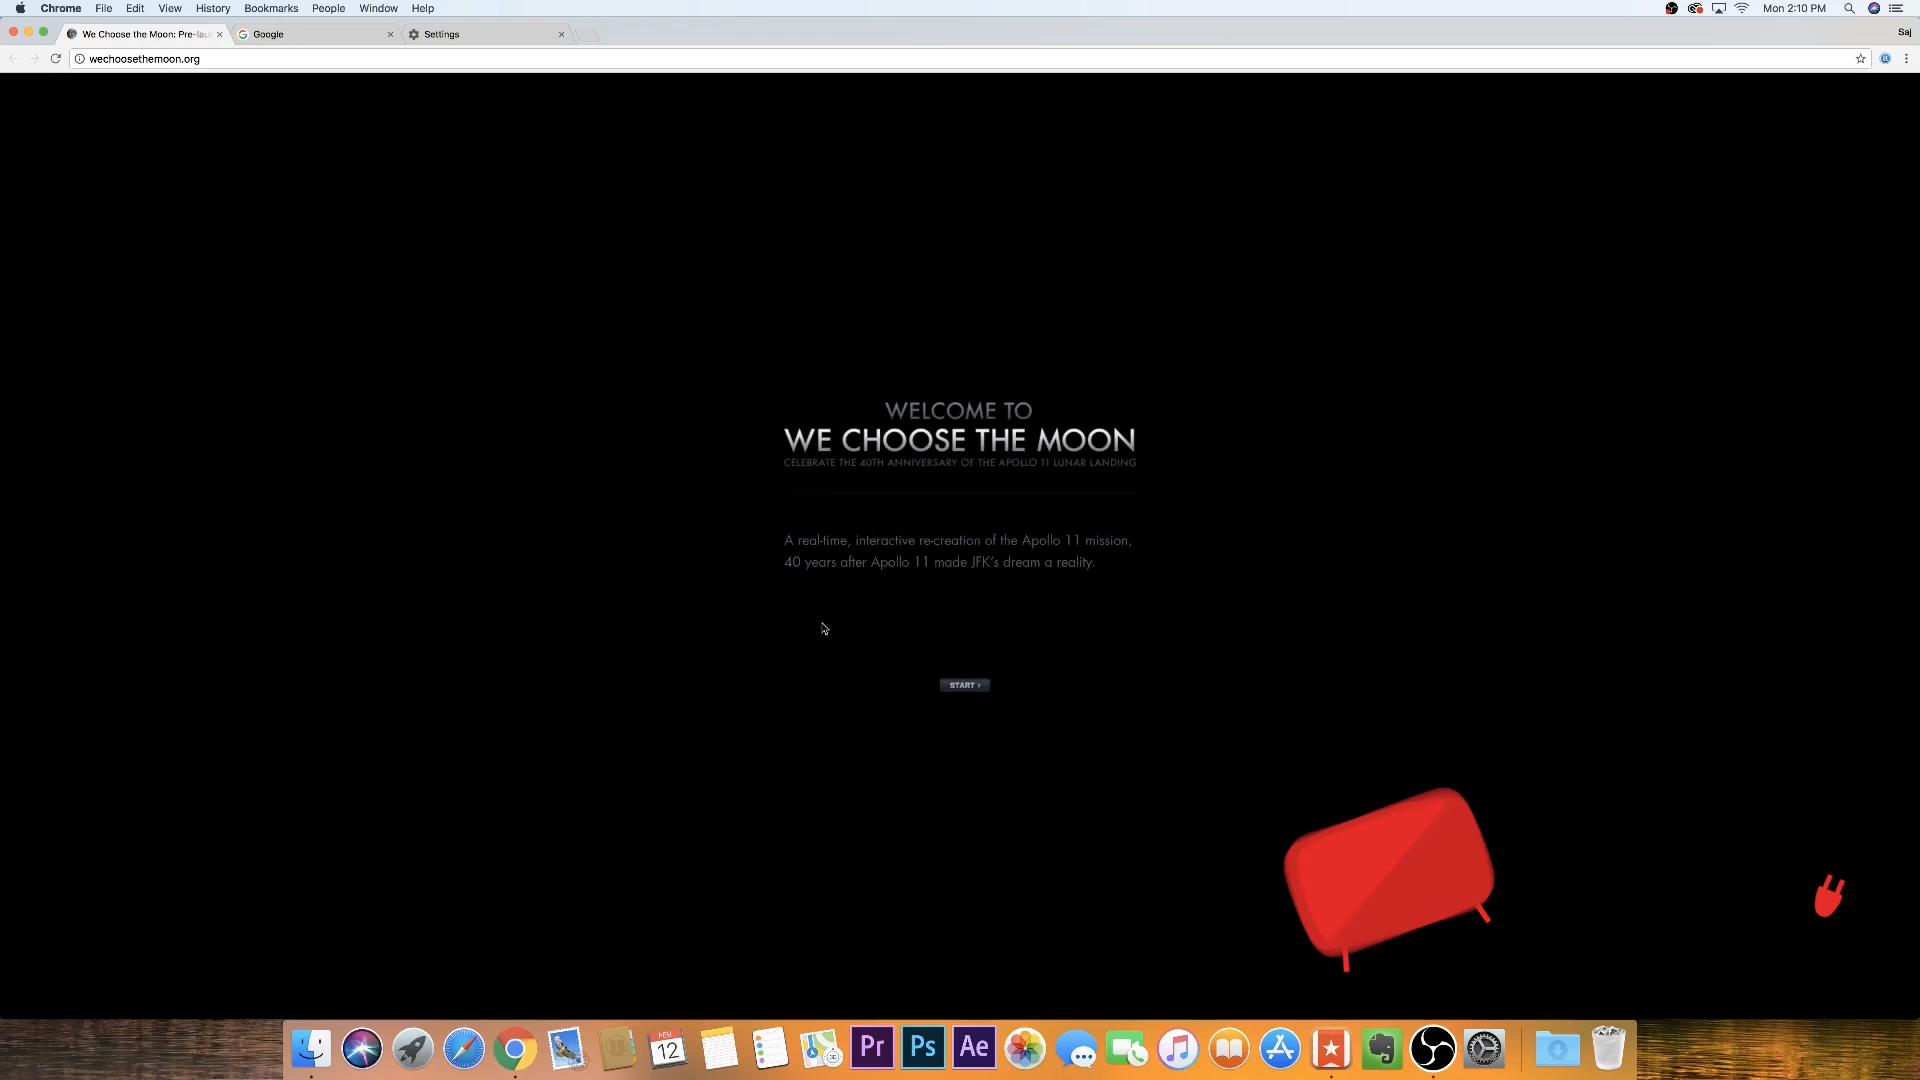 Chrome File Edit View History Bookmarks People Window Help Mon 2:10 PM
We Choose the Moon: Pre-lau Google Settings Saj
wechoosethemoon.org
WELCOME TO
WE CHOOSE THE MOON
CELEBRATE THE 40TH ANNIVERSARY OF THE APOLLO 11 LUNAR LANDING
A real-time, interactive re-creation of the Apollo 11 mission,
40 years after Apollo 11 made JFK's dream a reality.
START ›
FEB
12
Pr Ps Ae